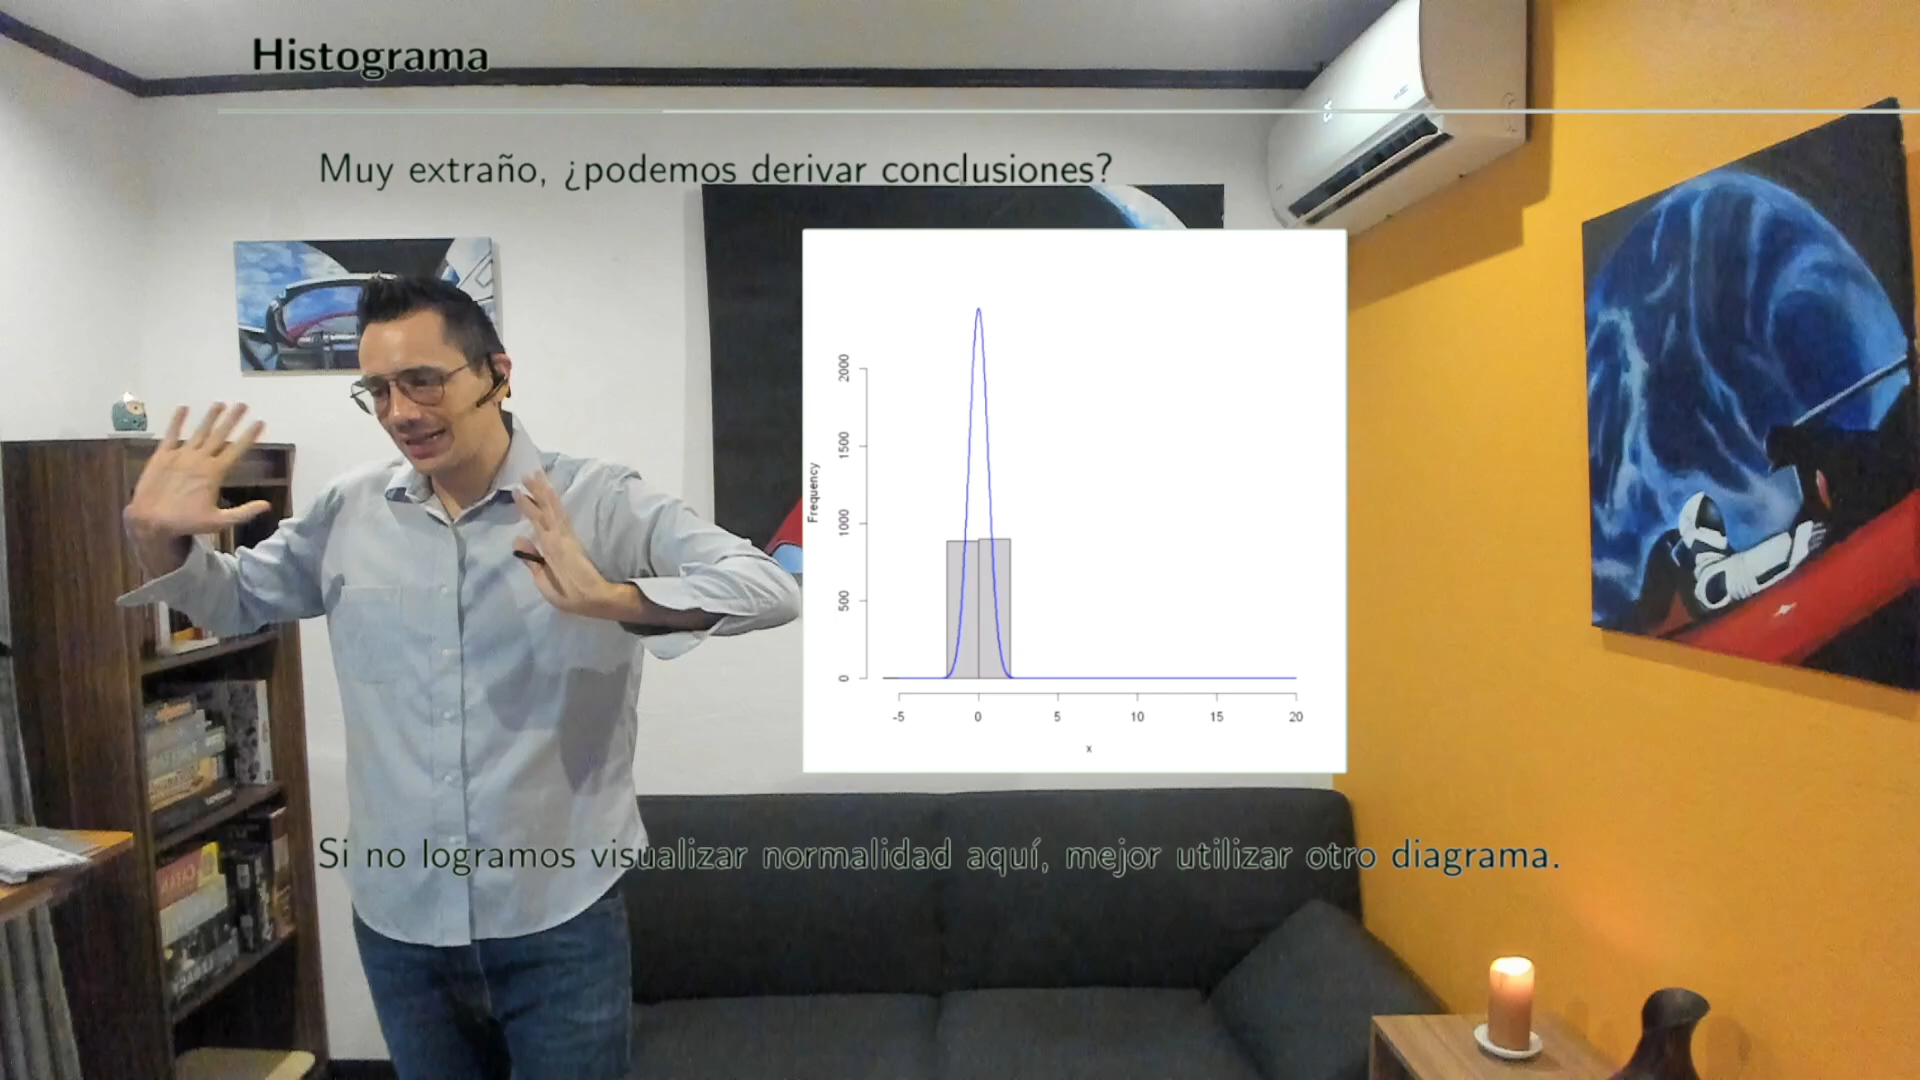 Histograma
Muy extraño, ¿podemos derivar conclusiones?
Frequency
2000
1500
1000
500
0
-5 0 5 10 15 20
x
Si no logramos visualizar normalidad aquí, mejor utilizar otro diagrama.
CATAN